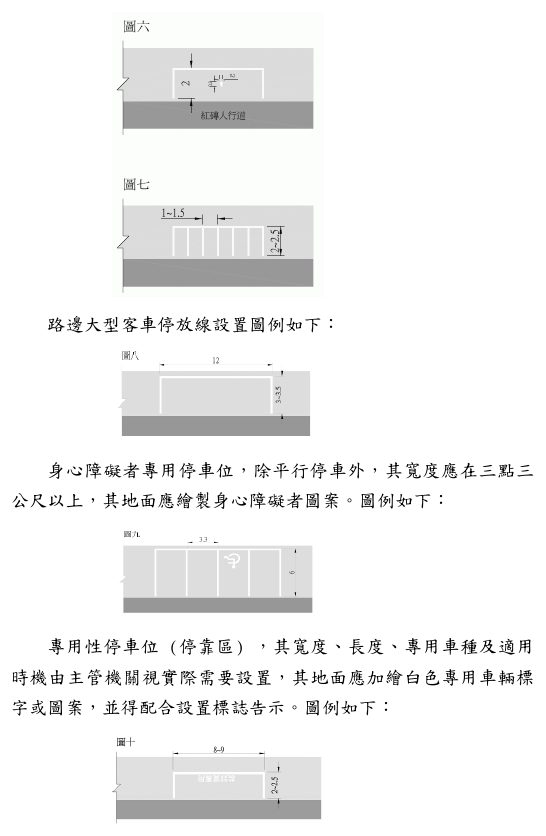 圖六
2
紅磚人行道
圖七
1~1.5
2~2.5
路邊大型客車停放線設置圖例如下：
圖八
12
3~3.5
身心障礙者專用停車位，除平行停車外，其寬度應在三點三
公尺以上，其地面應繪製身心障礙者圖案。圖例如下：
圖九
3.3
6
專用性停車位（停靠區），其寬度、長度、專用車種及適用
時機由主管機關視實際需要設置，其地面應加繪白色專用車輛標
字或圖案，並得配合設置標誌告示。圖例如下：
圖十
8~9
2~2.5